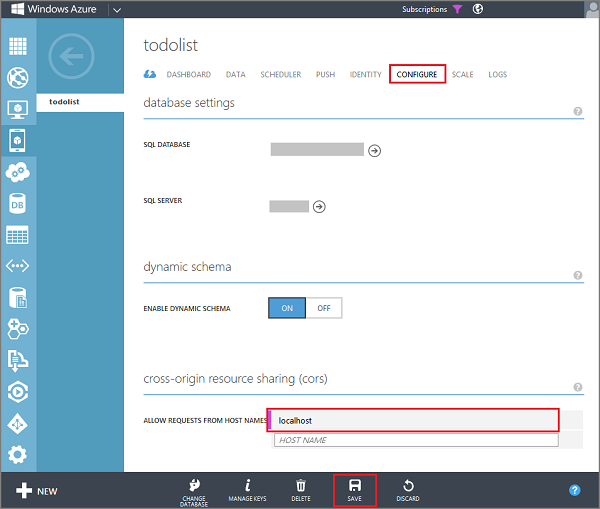 Windows Azure
Subscriptions
todolist
todolist
DASHBOARD DATA SCHEDULER PUSH IDENTITY CONFIGURE SCALE LOGS
database settings
?
SQL DATABASE
SQL SERVER
dynamic schema
?
ENABLE DYNAMIC SCHEMA ON OFF
cross-origin resource sharing (cors)
?
ALLOW REQUESTS FROM HOST NAMES localhost
HOST NAME
DB
NEW
CHANGE
DATABASE
MANAGE KEYS
DELETE
SAVE
DISCARD
?